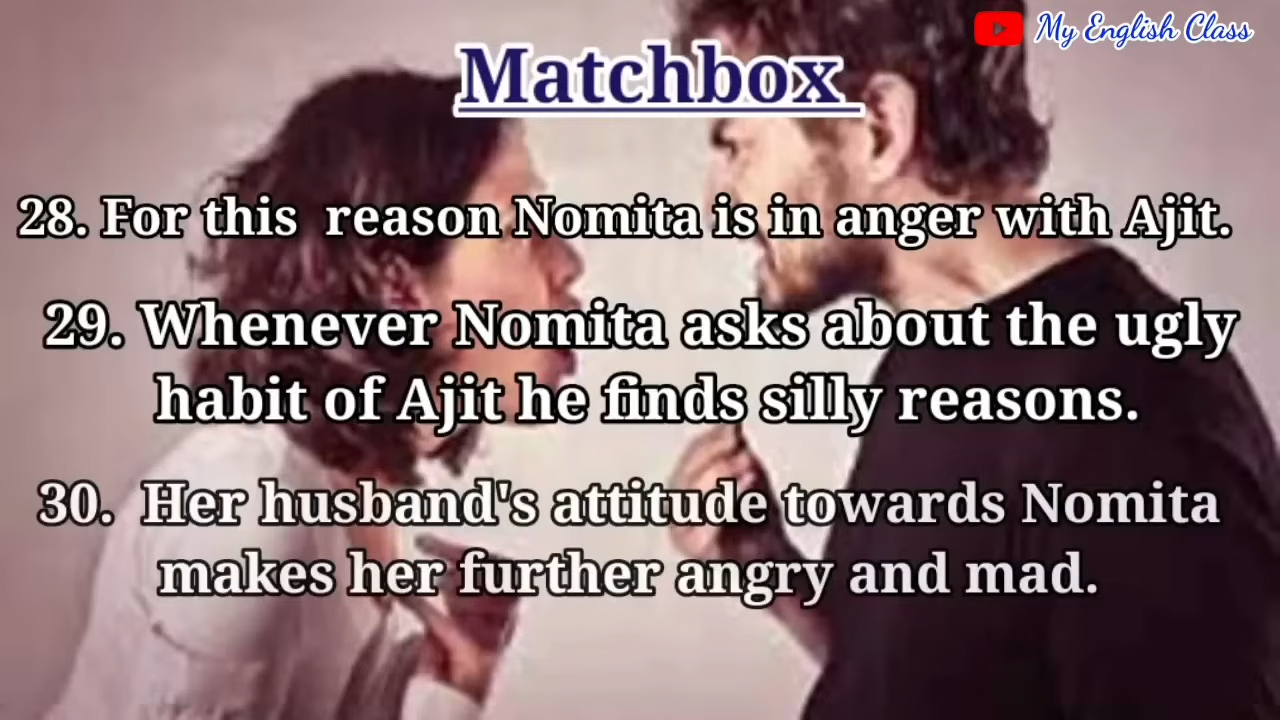 My English Class
Matchbox
28. For this reason Nomita is in anger with Ajit.
29. Whenever Nomita asks about the ugly
habit of Ajit he finds silly reasons.
30. Her husband's attitude towards Nomita
makes her further angry and mad.